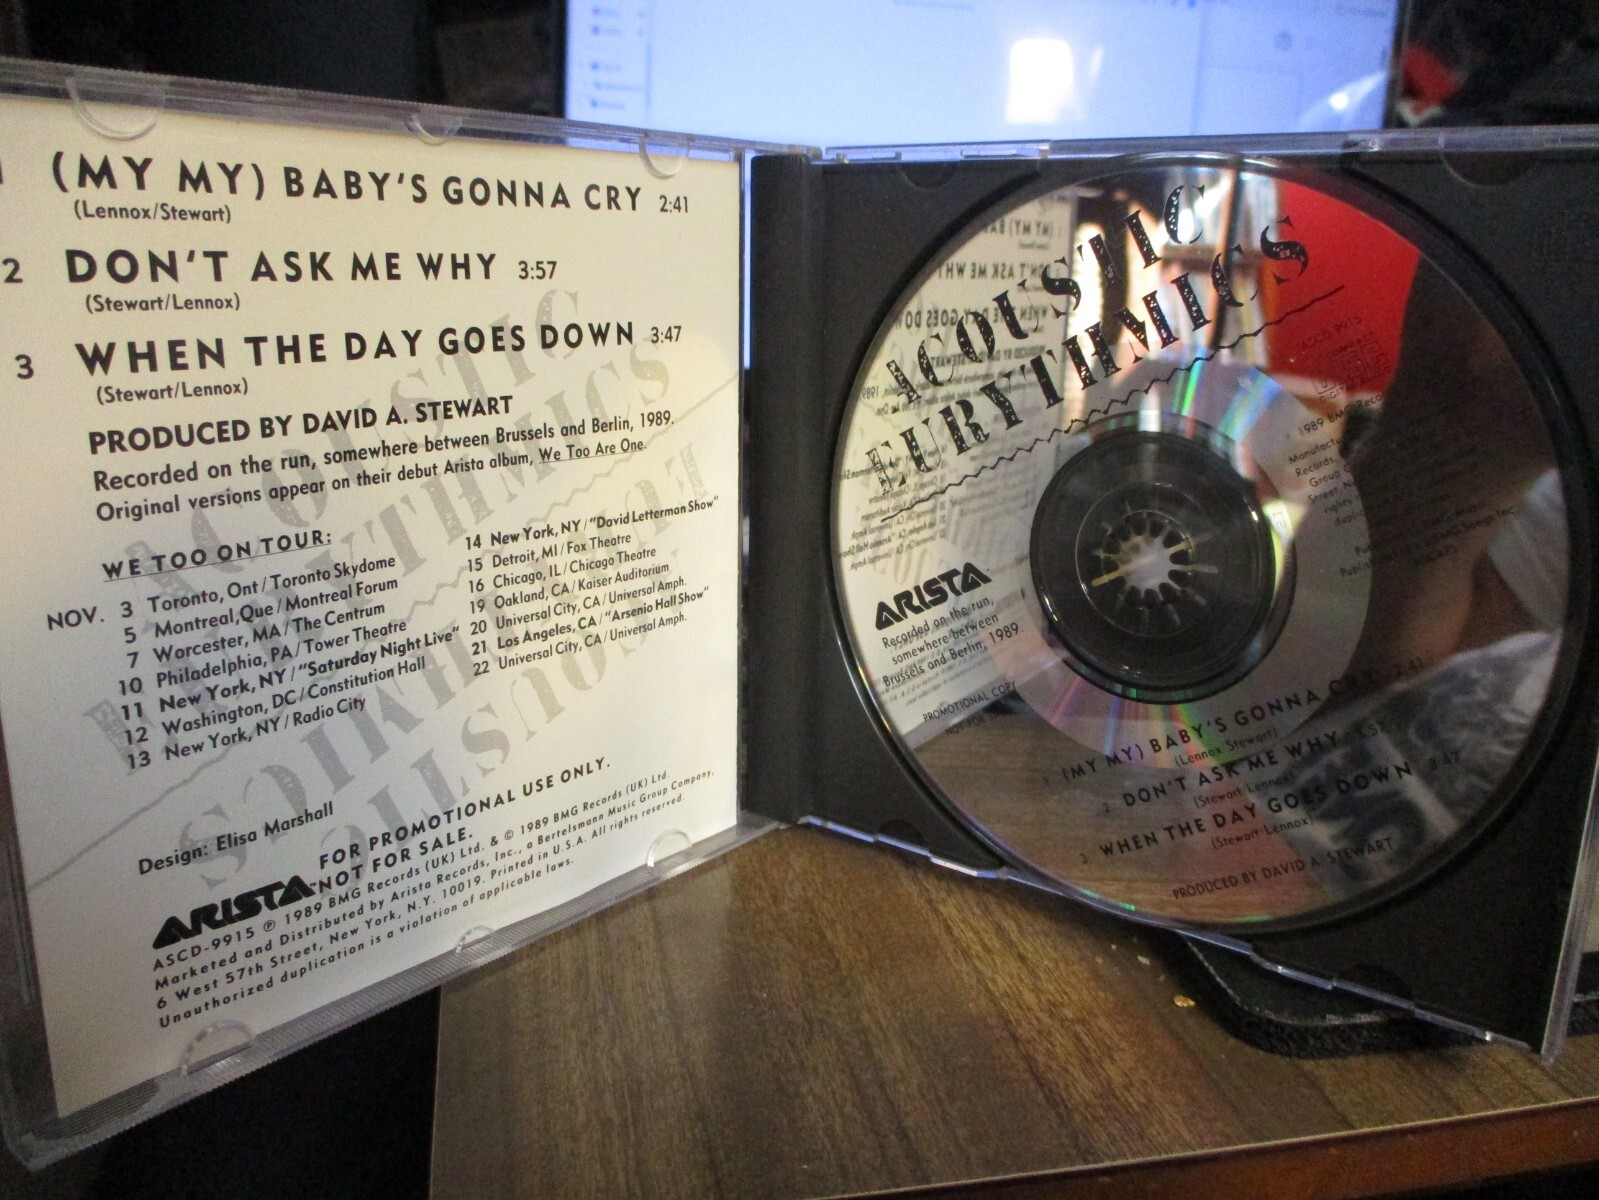 (MY MY) BABY'S GONNA CRY 2:41
(Lennox/Stewart)
2 DON'T ASK ME WHY 3:57
(Stewart/Lennox)
3 WHEN THE DAY GOES DOWN 3:47
(Stewart/Lennox)
PRODUCED BY DAVID A. STEWART
Recorded on the run, somewhere between Brussels and Berlin, 1989.
Original versions appear on their debut Arista album, We Too Are One.
WE TOO ON TOUR:
NOV. 3 Toronto, Ont / Toronto Skydome
5 Montreal, Que / Montreal Forum
7 Worcester, MA / The Centrum
10 Philadelphia, PA / Tower Theatre
11 New York, NY / "Saturday Night Live"
12 Washington, DC / Constitution Hall
13 New York, NY / Radio City
14 New York, NY / "David Letterman Show"
15 Detroit, MI / Fox Theatre
16 Chicago, IL / Chicago Theatre
19 Oakland, CA / Kaiser Auditorium
20 Universal City, CA / Universal Amph.
21 Los Angeles, CA / "Arsenio Hall Show"
22 Universal City, CA / Universal Amph.
ACOUSTIC
EURYTHMICS
Design: Elisa Marshall
FOR PROMOTIONAL USE ONLY.
NOT FOR SALE.
ARISTA
ASCD-9915 ℗ 1989 BMG Records (UK) Ltd. & © 1989 BMG Records (UK) Ltd.
Marketed and Distributed by Arista Records, Inc., a Bertelsmann Music Group Company,
6 West 57th Street, New York, N.Y. 10019. Printed in U.S.A. All rights reserved.
Unauthorized duplication is a violation of applicable laws.
ACOUSTIC
EURYTHMICS
ASCD 9915
COMPACT
DIGITAL AUDIO
1989 BMG Records
ARISTA
Recorded on the run,
somewhere between
Brussels and Berlin, 1989.
PROMOTIONAL COPY
NOT FOR
1 (MY MY) BABY'S GONNA CRY 2:41
(Lennox Stewart)
2 DON'T ASK ME WHY
(Stewart Lennox)
3 WHEN THE DAY GOES DOWN 3:47
(Stewart Lennox)
PRODUCED BY DAVID A. STEWART